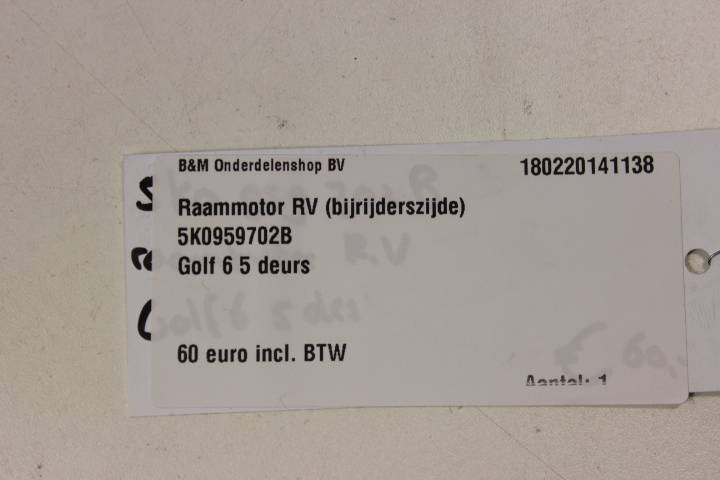 B&M Onderdelenshop BV 180220141138
Raammotor RV (bijrijderszijde)
5K0959702B
Golf 6 5 deurs
60 euro incl. BTW
Aantal: 1